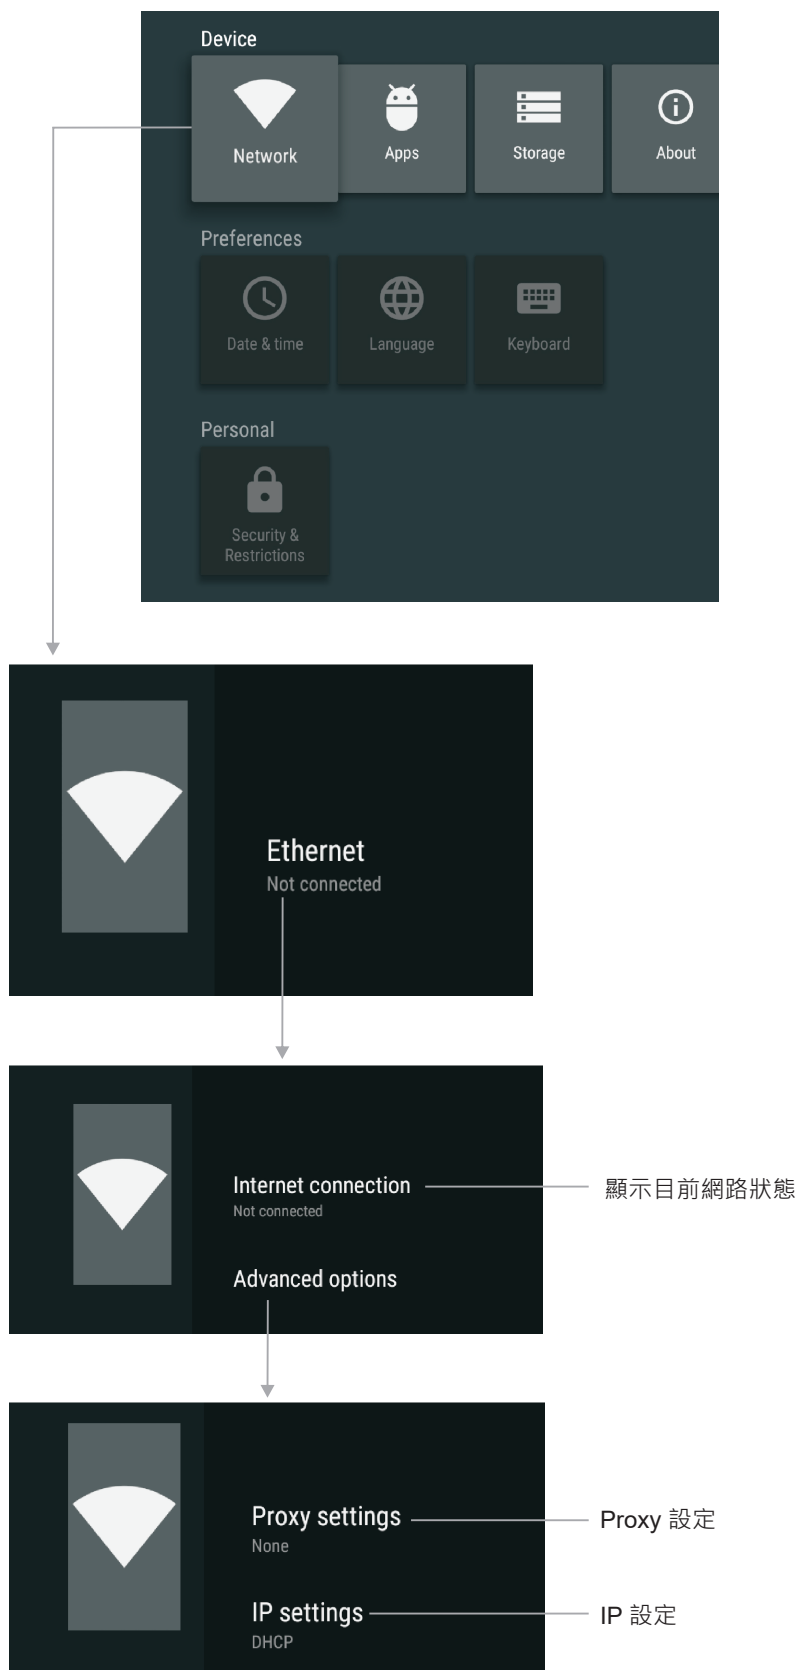 Device
Network
Apps
Storage
About
Preferences
Date & time
Language
Keyboard
Personal
Security &
Restrictions
Ethernet
Not connected
Internet connection
顯示目前網路狀態
Not connected
Advanced options
Proxy settings
Proxy 設定
None
IP settings
IP 設定
DHCP